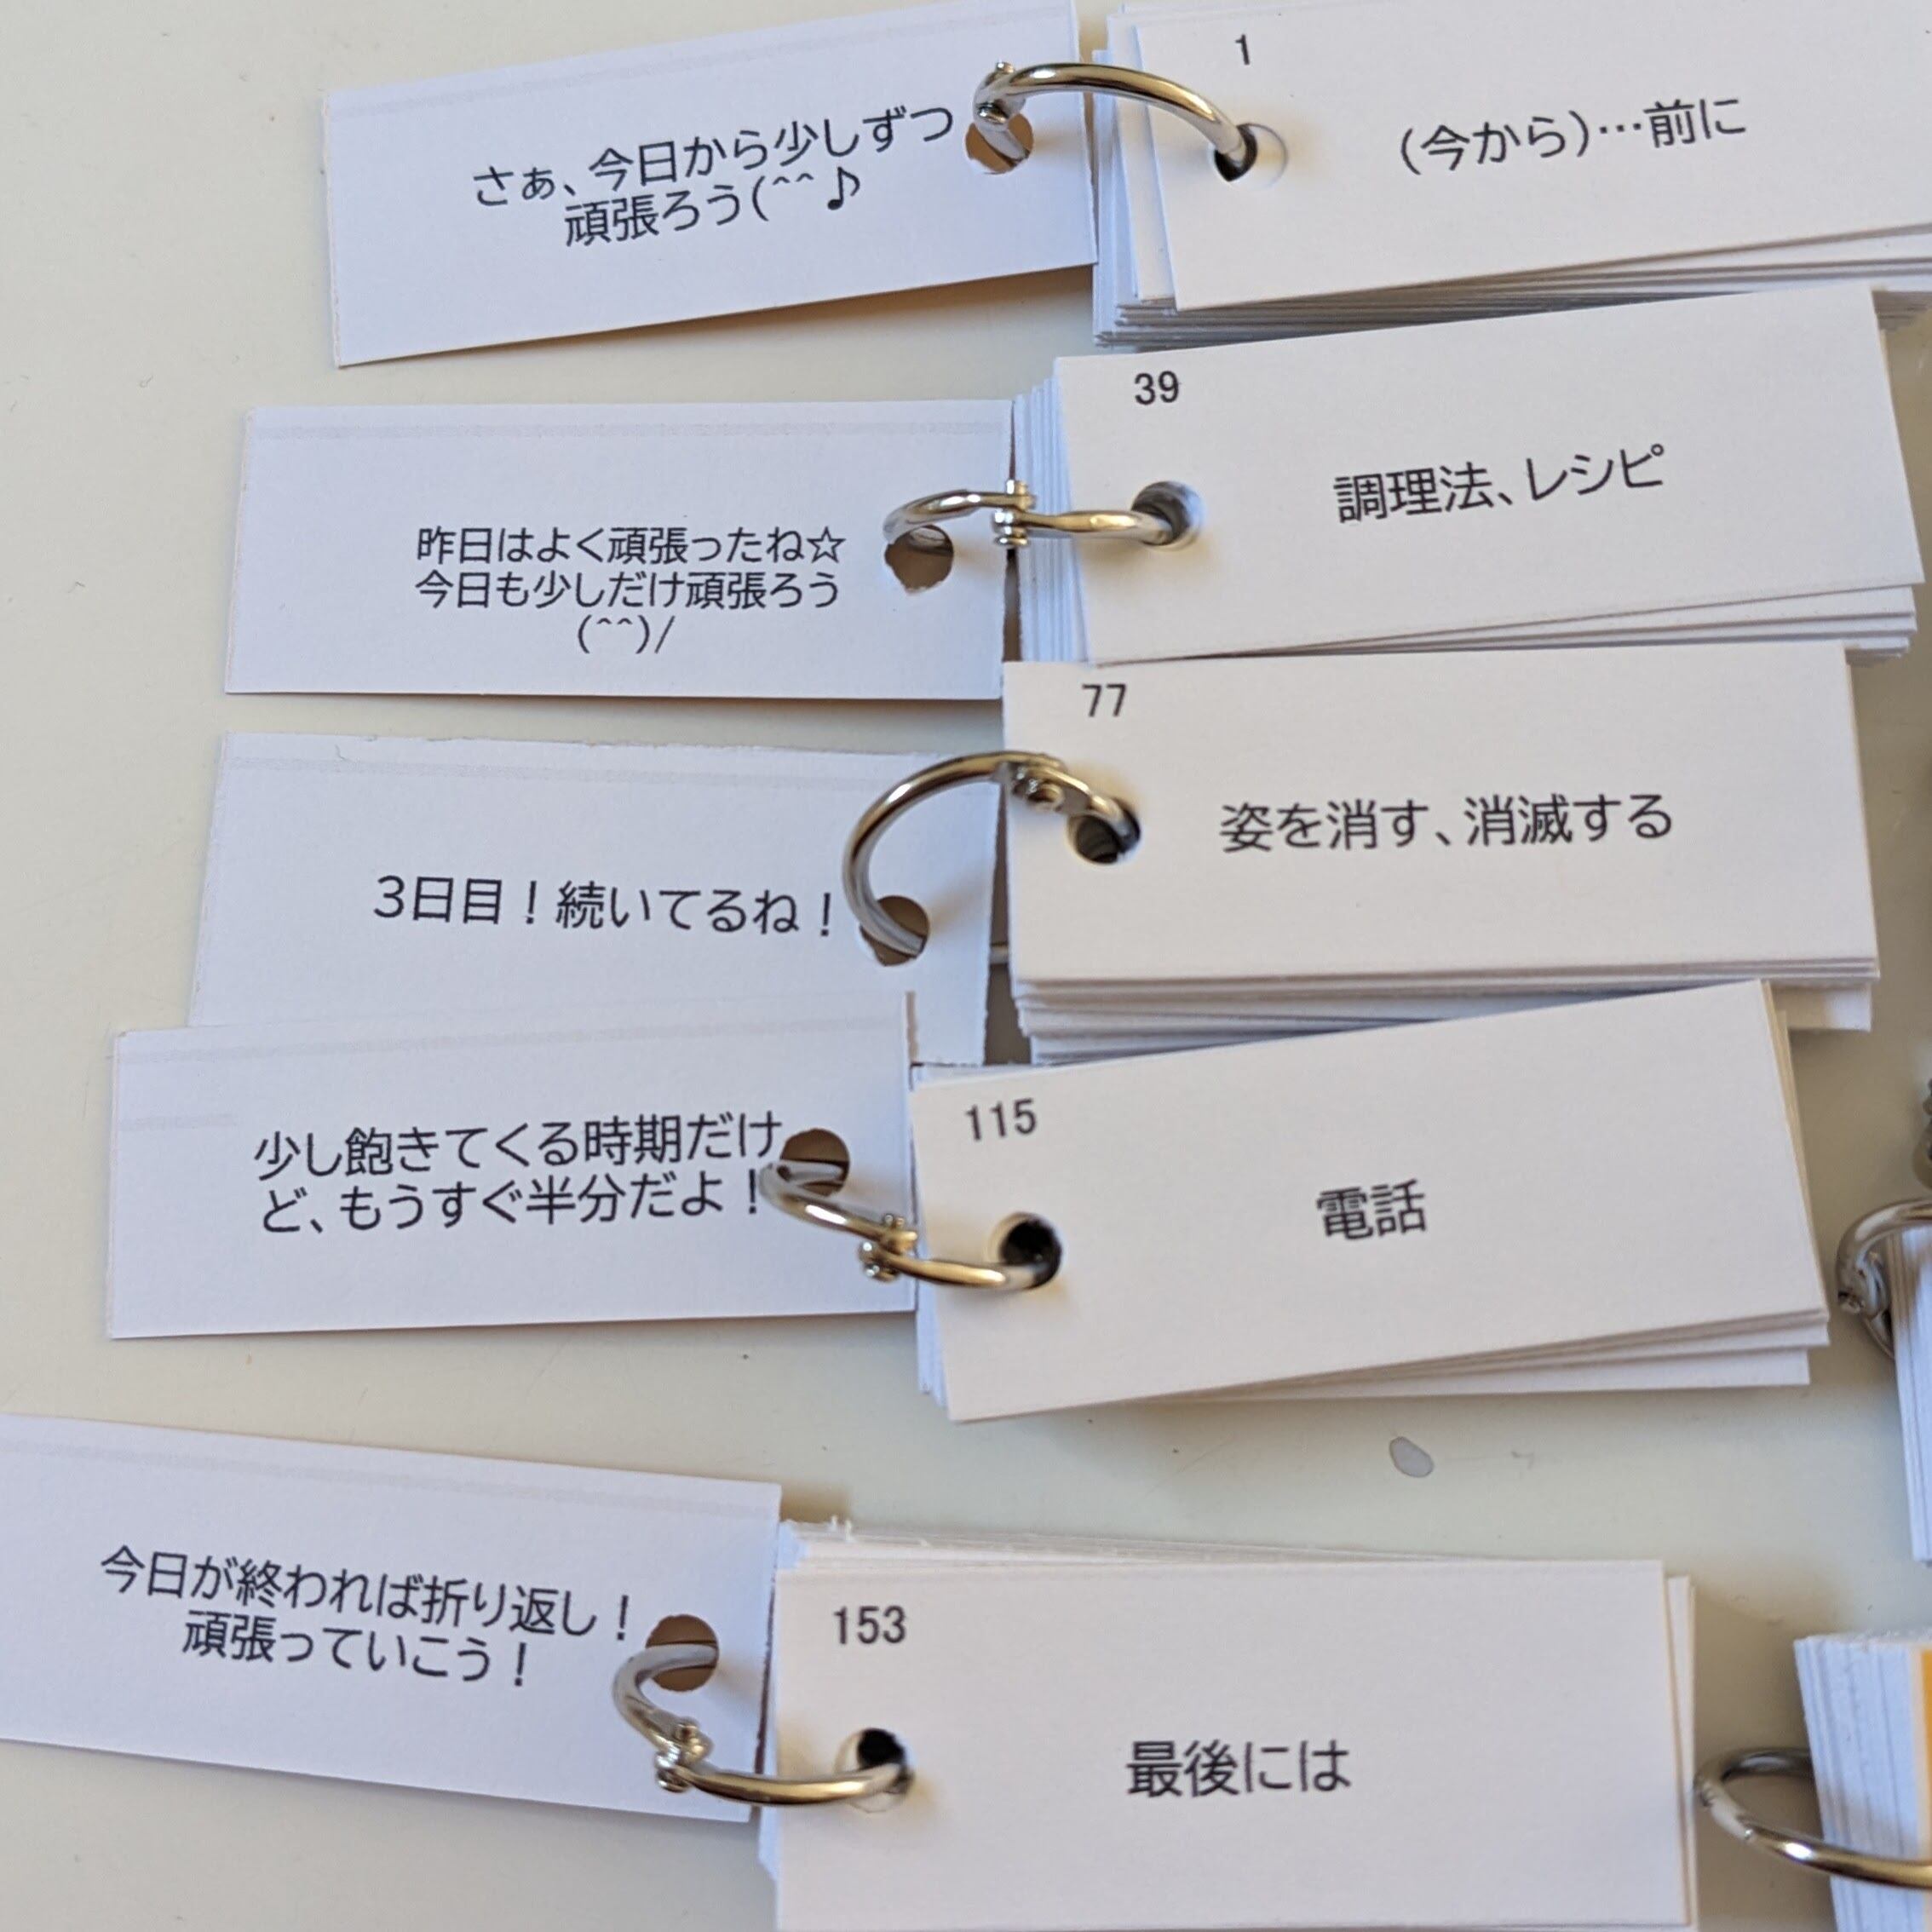 さぁ、今日から少しずつ
頑張ろう(^^♪
1
(今から)…前に
昨日はよく頑張ったね☆
今日も少しだけ頑張ろう
(^^)/
39
調理法、レシピ
3日目！続いてるね！
77
姿を消す、消滅する
少し飽きてくる時期だけ
ど、もうすぐ半分だよ！
115
電話
今日が終われば折り返し！
頑張っていこう！
153
最後には